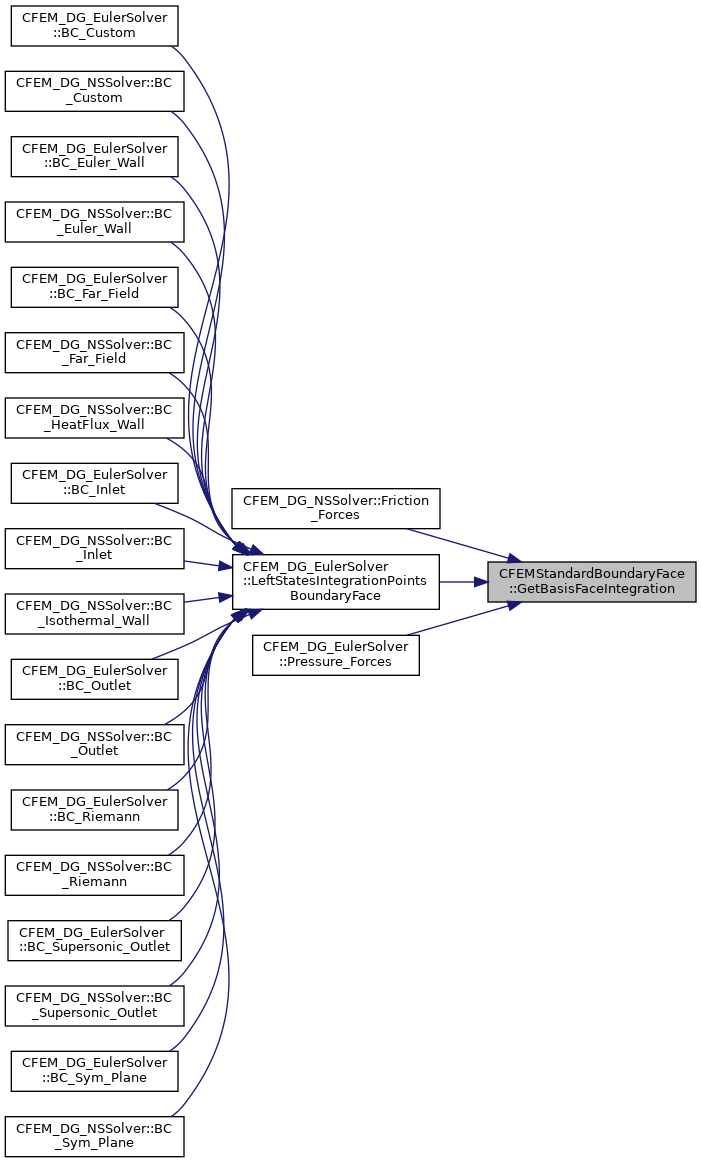 CFEM_DG_EulerSolver
::BC_Custom
CFEM_DG_NSSolver::BC
_Custom
CFEM_DG_EulerSolver
::BC_Euler_Wall
CFEM_DG_NSSolver::BC
_Euler_Wall
CFEM_DG_EulerSolver
::BC_Far_Field
CFEM_DG_NSSolver::BC
_Far_Field
CFEM_DG_NSSolver::BC
_HeatFlux_Wall
CFEM_DG_EulerSolver
::BC_Inlet
CFEM_DG_NSSolver::BC
_Inlet
CFEM_DG_NSSolver::BC
_Isothermal_Wall
CFEM_DG_EulerSolver
::BC_Outlet
CFEM_DG_NSSolver::BC
_Outlet
CFEM_DG_EulerSolver
::BC_Riemann
CFEM_DG_NSSolver::BC
_Riemann
CFEM_DG_EulerSolver
::BC_Supersonic_Outlet
CFEM_DG_NSSolver::BC
_Supersonic_Outlet
CFEM_DG_EulerSolver
::BC_Sym_Plane
CFEM_DG_NSSolver::BC
_Sym_Plane
CFEM_DG_NSSolver::Friction
_Forces
CFEM_DG_EulerSolver
::LeftStatesIntegrationPoints
BoundaryFace
CFEM_DG_EulerSolver
::Pressure_Forces
CFEMStandardBoundaryFace
::GetBasisFaceIntegration